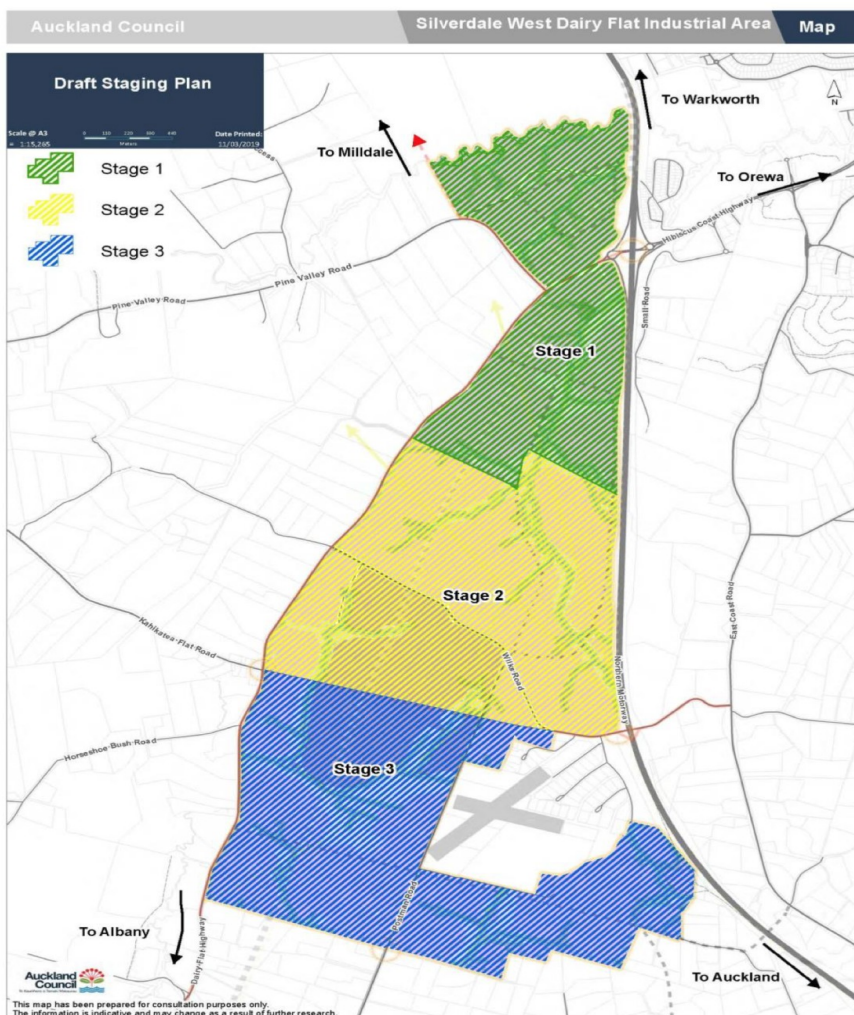 Auckland Council
Silverdale West Dairy Flat Industrial Area
Map
Draft Staging Plan
Scale @ A3
Date Printed:
1:15,265
Meters
11/03/2019
N
Stage 1
Stage 2
Stage 3
To Warkworth
To Milldale
To Orewa
Hibiscus Coast Highway
Pine Valley Road
Pine Valley Road
Small Road
Stage 1
Stage 2
East Coast Road
Kahikatea Flat Road
Wilks Road
Northern Motorway
Horseshoe Bush Road
Stage 3
Postman Road
To Albany
Dairy Flat Highway
To Auckland
Auckland
Council
This map has been prepared for consultation purposes only.
The information is indicative and may change as a result of further research.